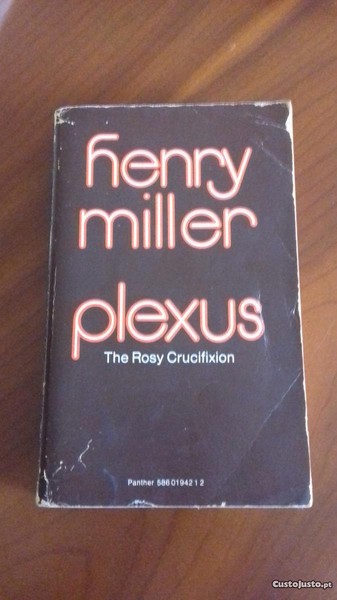 henry
miller
plexus
The Rosy Crucifixion
Panther 586 01942 1 2
CustoJusto.pt